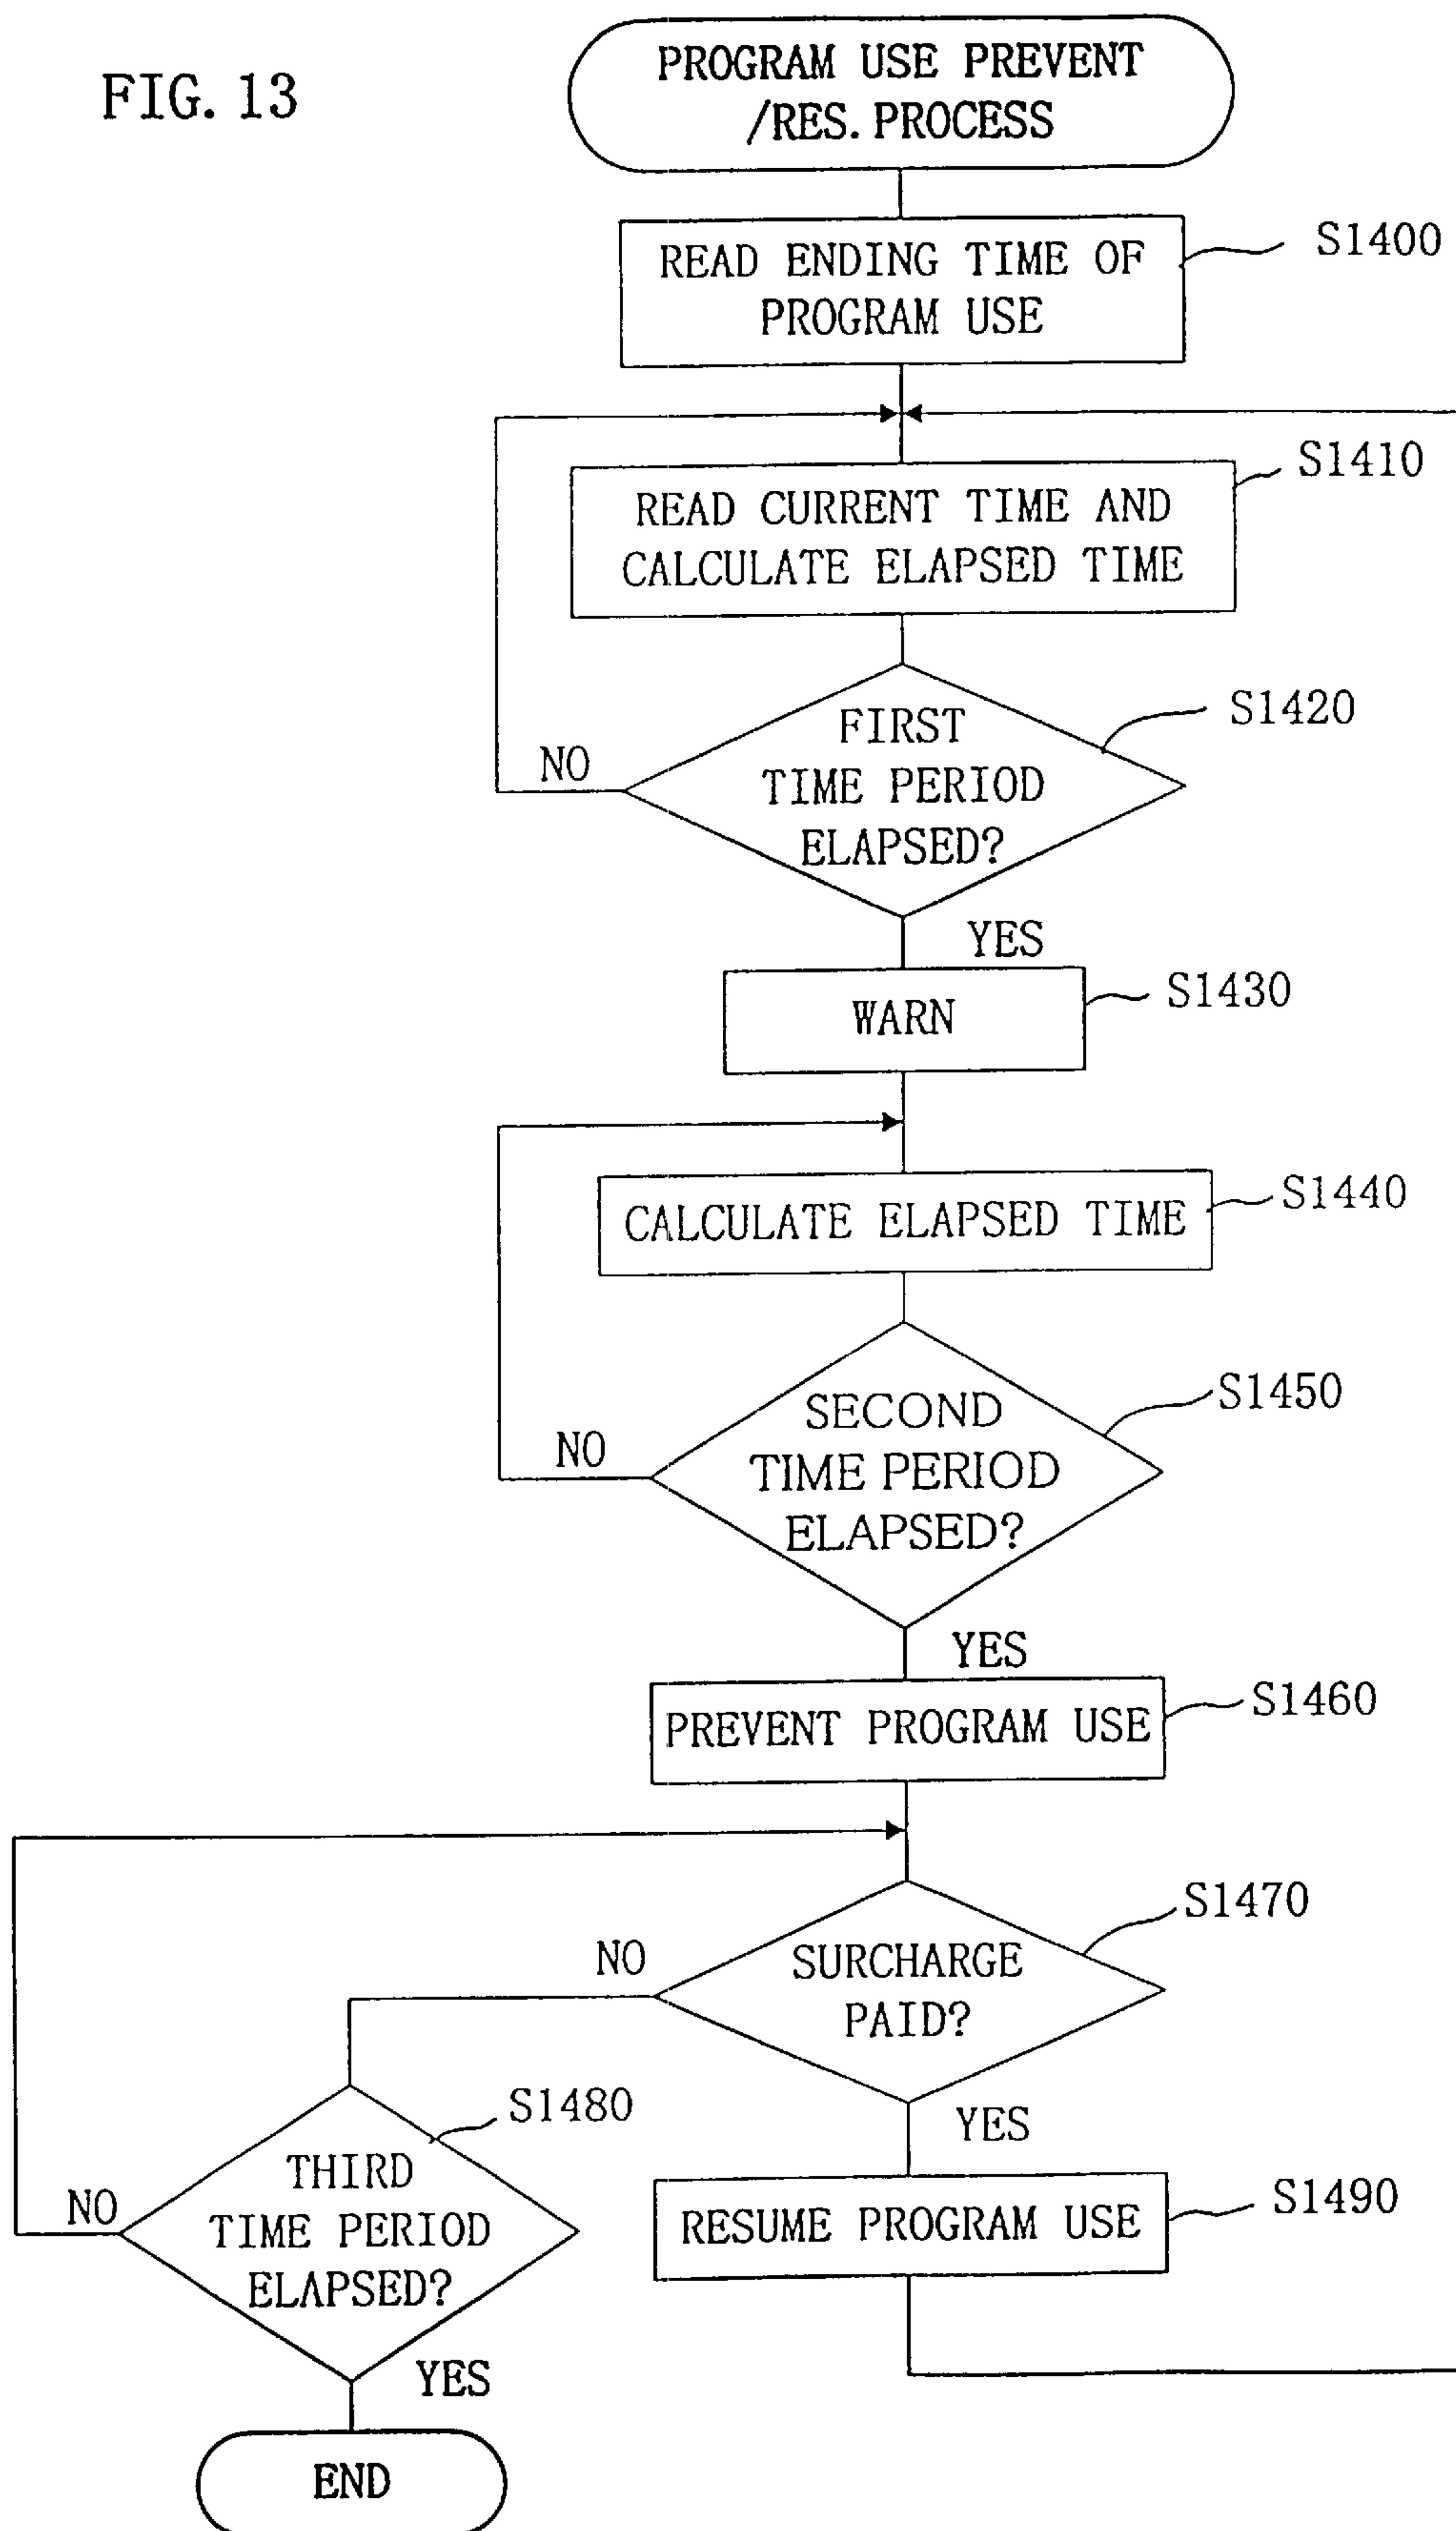 FIG. 13
PROGRAM USE PREVENT
/RES. PROCESS
READ ENDING TIME OF
PROGRAM USE
S1400
READ CURRENT TIME AND
CALCULATE ELAPSED TIME
S1410
FIRST
TIME PERIOD
ELAPSED?
S1420
NO
YES
WARN
S1430
CALCULATE ELAPSED TIME
S1440
SECOND
TIME PERIOD
ELAPSED?
S1450
NO
YES
PREVENT PROGRAM USE
S1460
SURCHARGE
PAID?
S1470
NO
YES
THIRD
TIME PERIOD
ELAPSED?
S1480
NO
YES
RESUME PROGRAM USE
S1490
END